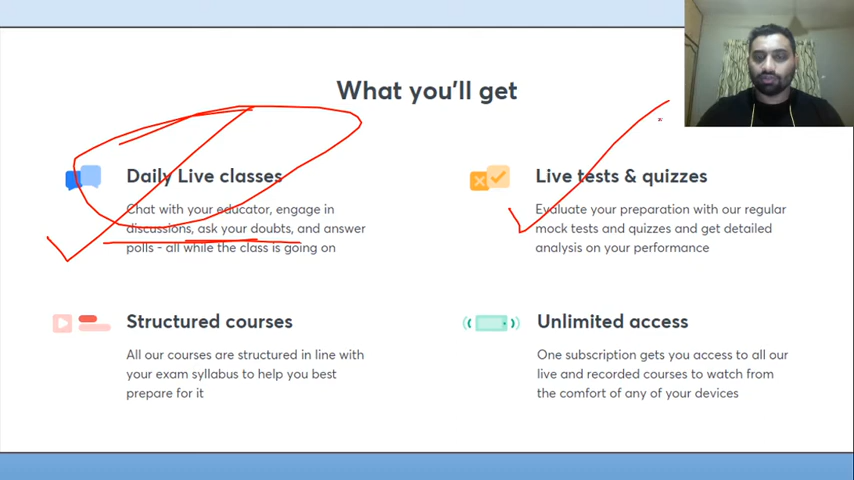 What you'll get
Daily Live classes
Chat with your educator, engage in
discussions, ask your doubts, and answer
polls - all while the class is going on
Live tests & quizzes
Evaluate your preparation with our regular
mock tests and quizzes and get detailed
analysis on your performance
Structured courses
All our courses are structured in line with
your exam syllabus to help you best
prepare for it
Unlimited access
One subscription gets you access to all our
live and recorded courses to watch from
the comfort of any of your devices